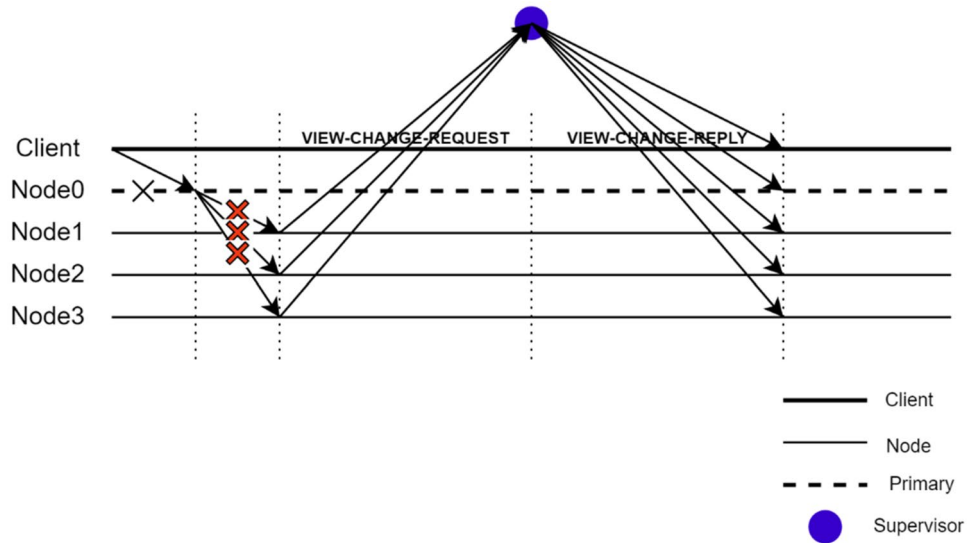 VIEW-CHANGE-REQUEST VIEW-CHANGE-REPLY
Client
Node0
Node1
Node2
Node3
Client
Node
Primary
Supervisor